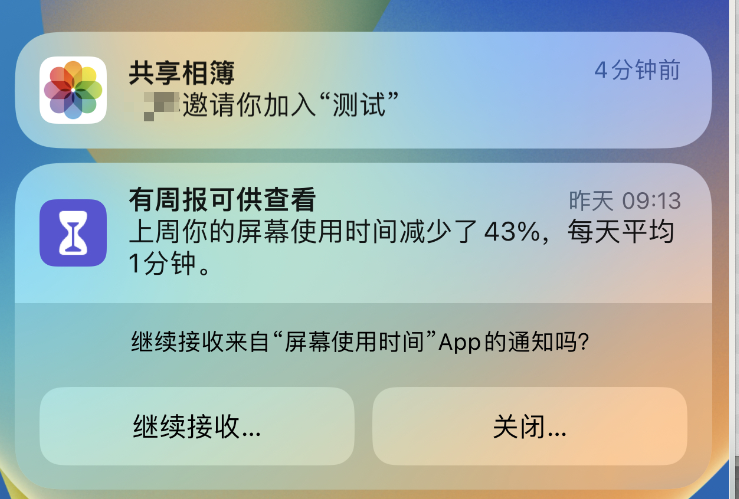 共享相簿
4分钟前
邀请你加入“测试”
有周报可供查看
昨天 09:13
上周你的屏幕使用时间减少了 43%，每天平均
1分钟。
继续接收来自“屏幕使用时间”App的通知吗？
继续接收...
关闭...